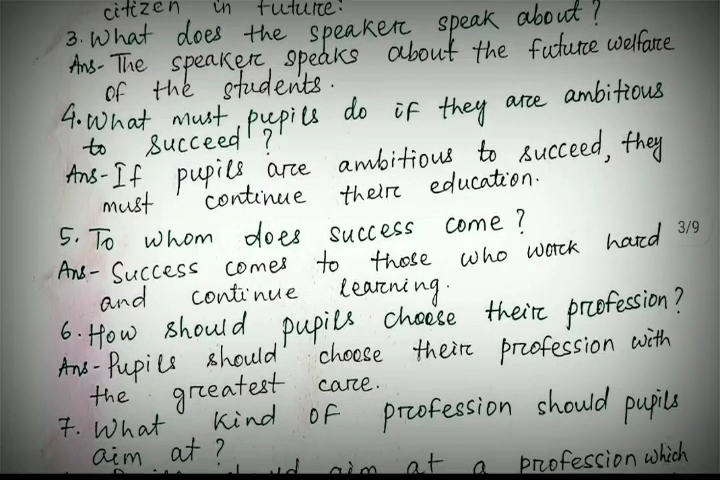 citizen in future?
3. What does the speaker speak about?
Ans- The speaker speaks about the future welfare
of the students.
4. What must pupils do if they are ambitious
to succeed?
Ans- If pupils are ambitious to succeed, they
must continue their education.
5. To whom does success come?
3/9
Ans- Success comes to those who work hard
and continue learning.
6. How should pupils choose their profession?
Ans- Pupils should choose their profession with
the greatest care.
7. What kind of profession should pupils
aim at?
aim at a profession which